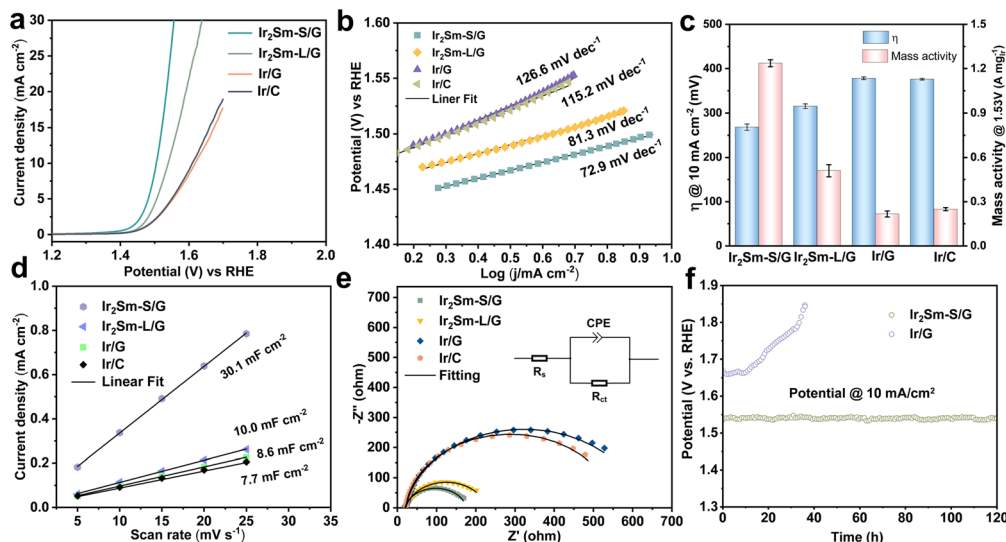 a
Current density (mA cm⁻²)
30
25
20
15
10
5
0
1.2
1.4
1.6
1.8
2.0
Potential (V) vs RHE
Ir₂Sm-S/G
Ir₂Sm-L/G
Ir/G
Ir/C
b
Potential (V) vs RHE
1.60
1.55
1.50
1.45
1.40
0.2
0.4
0.6
0.8
1.0
Log (j/mA cm⁻²)
Ir₂Sm-S/G
Ir₂Sm-L/G
Ir/G
Ir/C
Liner Fit
126.6 mV dec⁻¹
115.2 mV dec⁻¹
81.3 mV dec⁻¹
72.9 mV dec⁻¹
c
η @ 10 mA cm⁻² (mV)
500
400
300
200
100
0
η
Mass activity
1.5
1.2
0.9
0.6
0.3
0.0
Mass activity @ 1.53V (A mg⁻¹Ir)
Ir₂Sm-S/G
Ir₂Sm-L/G
Ir/G
Ir/C
d
Current density (mA cm⁻²)
1.0
0.8
0.6
0.4
0.2
0.0
5
10
15
20
25
30
35
Scan rate (mV s⁻¹)
Ir₂Sm-S/G
Ir₂Sm-L/G
Ir/G
Ir/C
Linear Fit
30.1 mF cm⁻²
10.0 mF cm⁻²
8.6 mF cm⁻²
7.7 mF cm⁻²
e
-Z'' (ohm)
700
600
500
400
300
200
100
0
0
100
200
300
400
500
600
700
Z' (ohm)
Ir₂Sm-S/G
Ir₂Sm-L/G
Ir/G
Ir/C
Fitting
CPE
Rs
Rct
f
Potential (V vs. RHE)
1.9
1.8
1.7
1.6
1.5
1.4
1.3
0
20
40
60
80
100
120
Time (h)
Ir₂Sm-S/G
Ir/G
Potential @ 10 mA/cm²